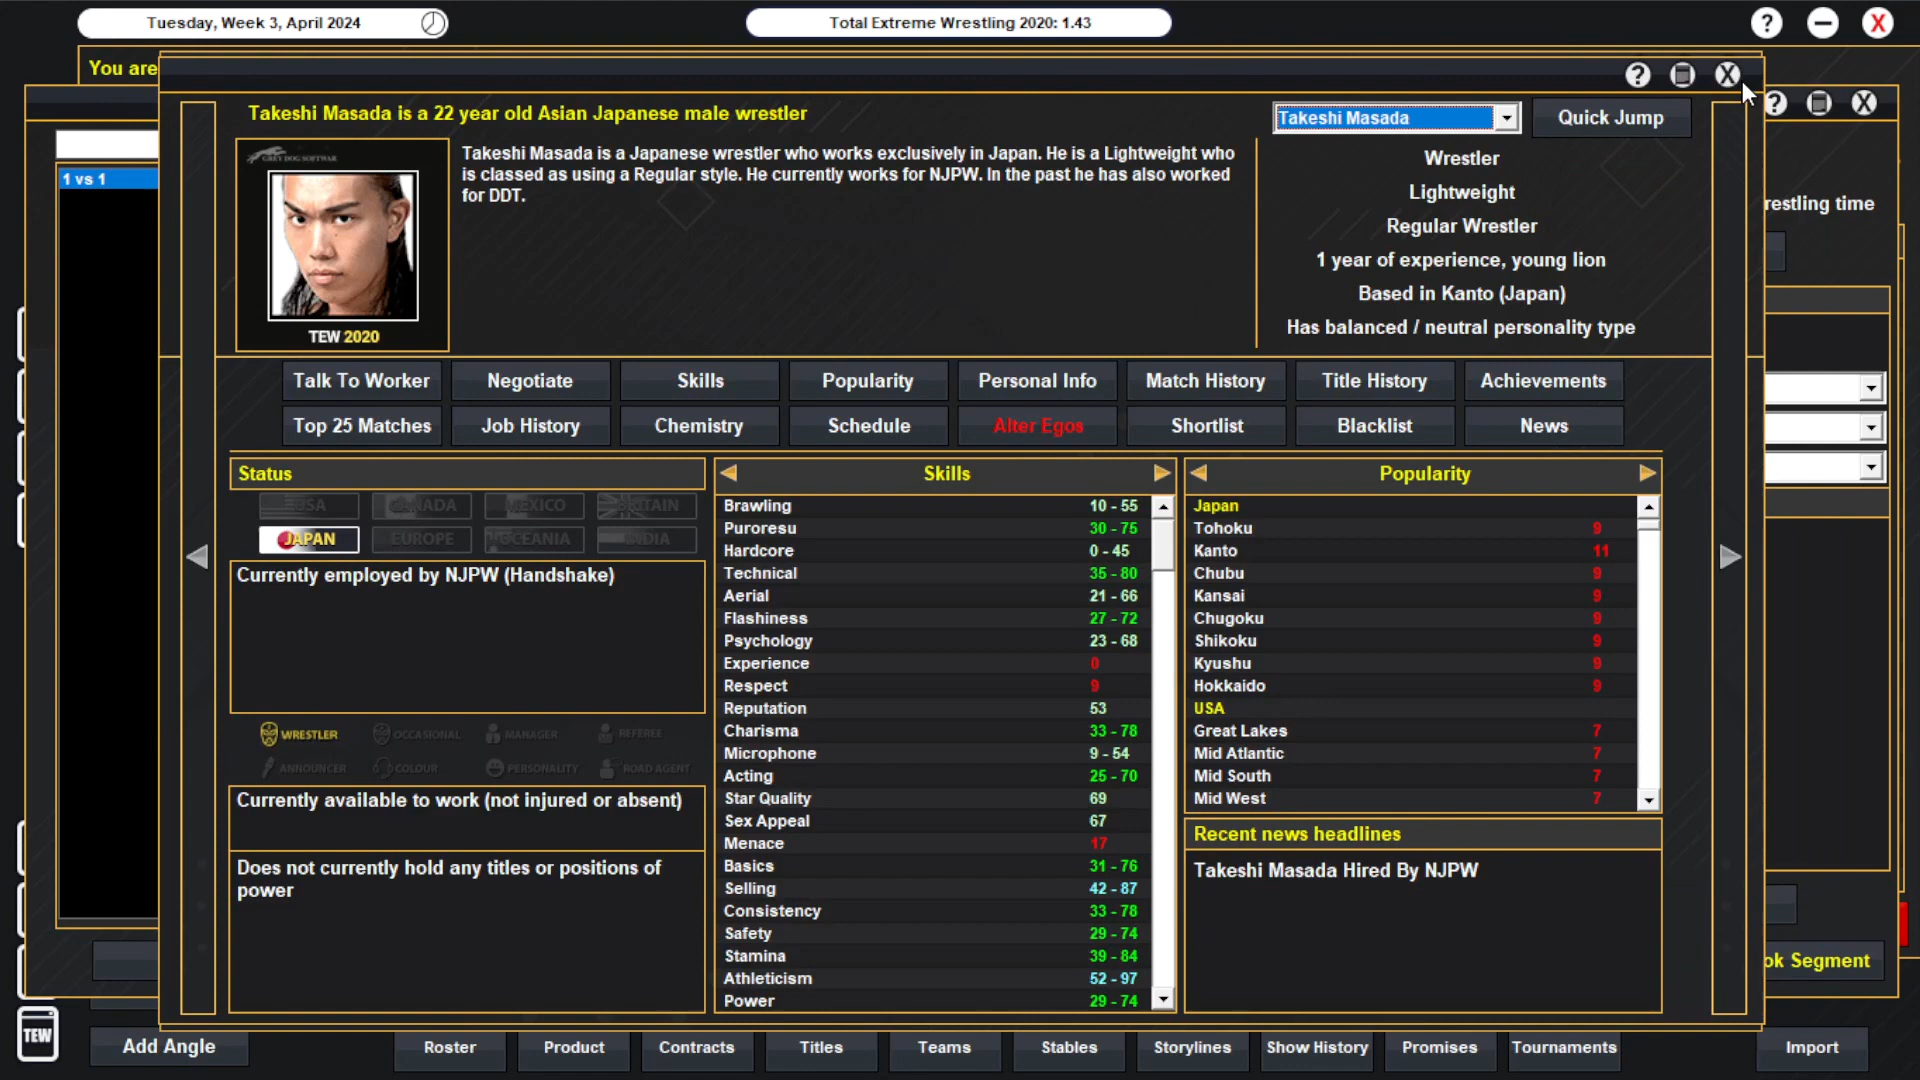 Tuesday, Week 3, April 2024
Total Extreme Wrestling 2020: 1.43
?
X
You are
?
X
?
X
Takeshi Masada is a 22 year old Asian Japanese male wrestler
Takeshi Masada
Quick Jump
GREY DOG SOFTWAR
TEW 2020
Takeshi Masada is a Japanese wrestler who works exclusively in Japan. He is a Lightweight who
is classed as using a Regular style. He currently works for NJPW. In the past he has also worked
for DDT.
Wrestler
Lightweight
Regular Wrestler
1 year of experience, young lion
Based in Kanto (Japan)
Has balanced / neutral personality type
1 vs 1
restling time
Talk To Worker
Negotiate
Skills
Popularity
Personal Info
Match History
Title History
Achievements
Top 25 Matches
Job History
Chemistry
Schedule
Alter Egos
Shortlist
Blacklist
News
Status
USA
CANADA
MEXICO
BRITAIN
JAPAN
EUROPE
OCEANIA
INDIA
Currently employed by NJPW (Handshake)
WRESTLER
OCCASIONAL
MANAGER
REFEREE
ANNOUNCER
COLOUR
PERSONALITY
ROAD AGENT
Currently available to work (not injured or absent)
Does not currently hold any titles or positions of
power
Skills
Brawling 10 - 55
Puroresu 30 - 75
Hardcore 0 - 45
Technical 35 - 80
Aerial 21 - 66
Flashiness 27 - 72
Psychology 23 - 68
Experience 0
Respect 9
Reputation 53
Charisma 33 - 78
Microphone 9 - 54
Acting 25 - 70
Star Quality 69
Sex Appeal 67
Menace 17
Basics 31 - 76
Selling 42 - 87
Consistency 33 - 78
Safety 29 - 74
Stamina 39 - 84
Athleticism 52 - 97
Power 29 - 74
Popularity
Japan
Tohoku 9
Kanto 11
Chubu 9
Kansai 9
Chugoku 9
Shikoku 9
Kyushu 9
Hokkaido 9
USA
Great Lakes 7
Mid Atlantic 7
Mid South 7
Mid West 7
Recent news headlines
Takeshi Masada Hired By NJPW
ok Segment
TEW
Add Angle
Roster
Product
Contracts
Titles
Teams
Stables
Storylines
Show History
Promises
Tournaments
Import